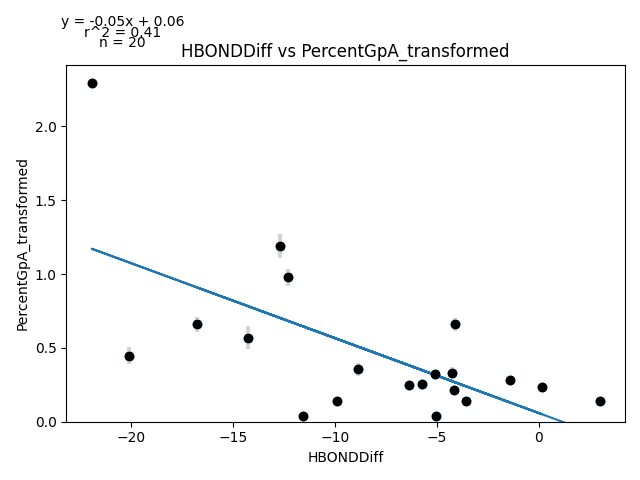 y = -0.05x + 0.06
r^2 = 0.41
n = 20
HBONDDiff vs PercentGpA_transformed
PercentGpA_transformed
2.0
1.5
1.0
0.5
0.0
−20
−15
−10
−5
0
HBONDDiff